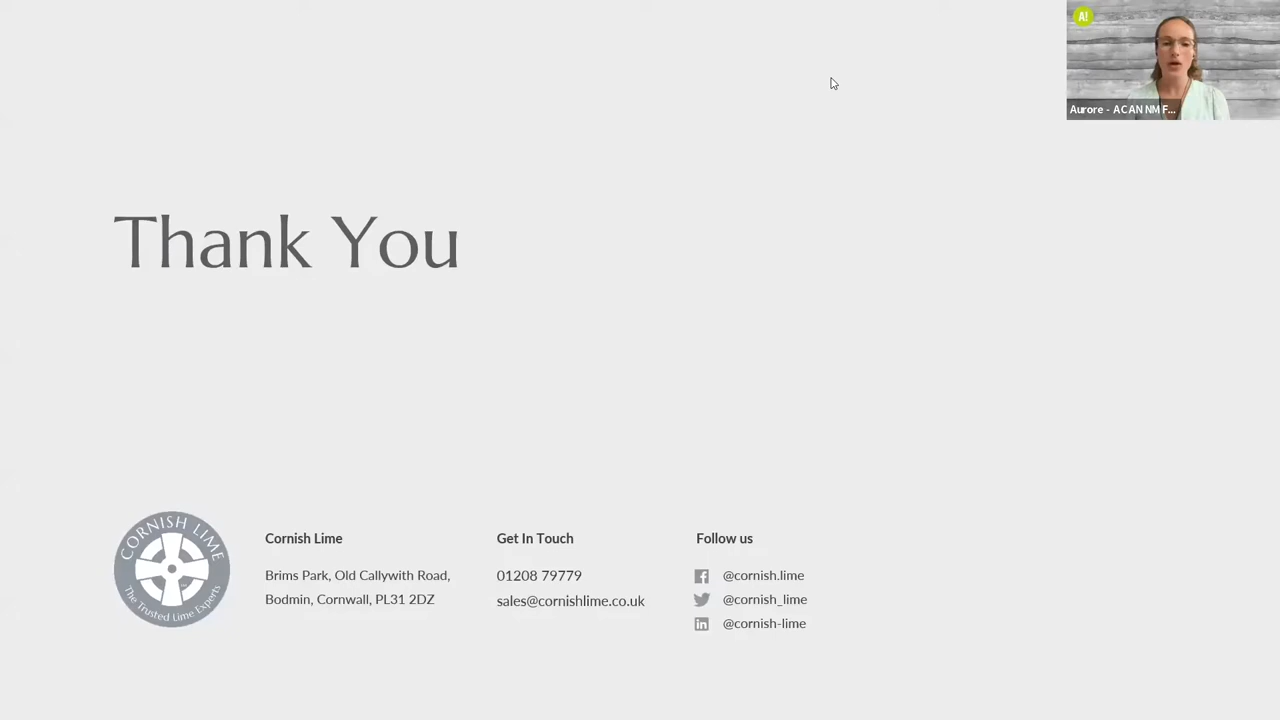 A!
Aurore - ACAN NM F...
Thank You
CORNISH LIME
The Trusted Lime Experts
Cornish Lime
Brims Park, Old Callywith Road,
Bodmin, Cornwall, PL31 2DZ
Get In Touch
01208 79779
sales@cornishlime.co.uk
Follow us
@cornish.lime
@cornish_lime
@cornish-lime